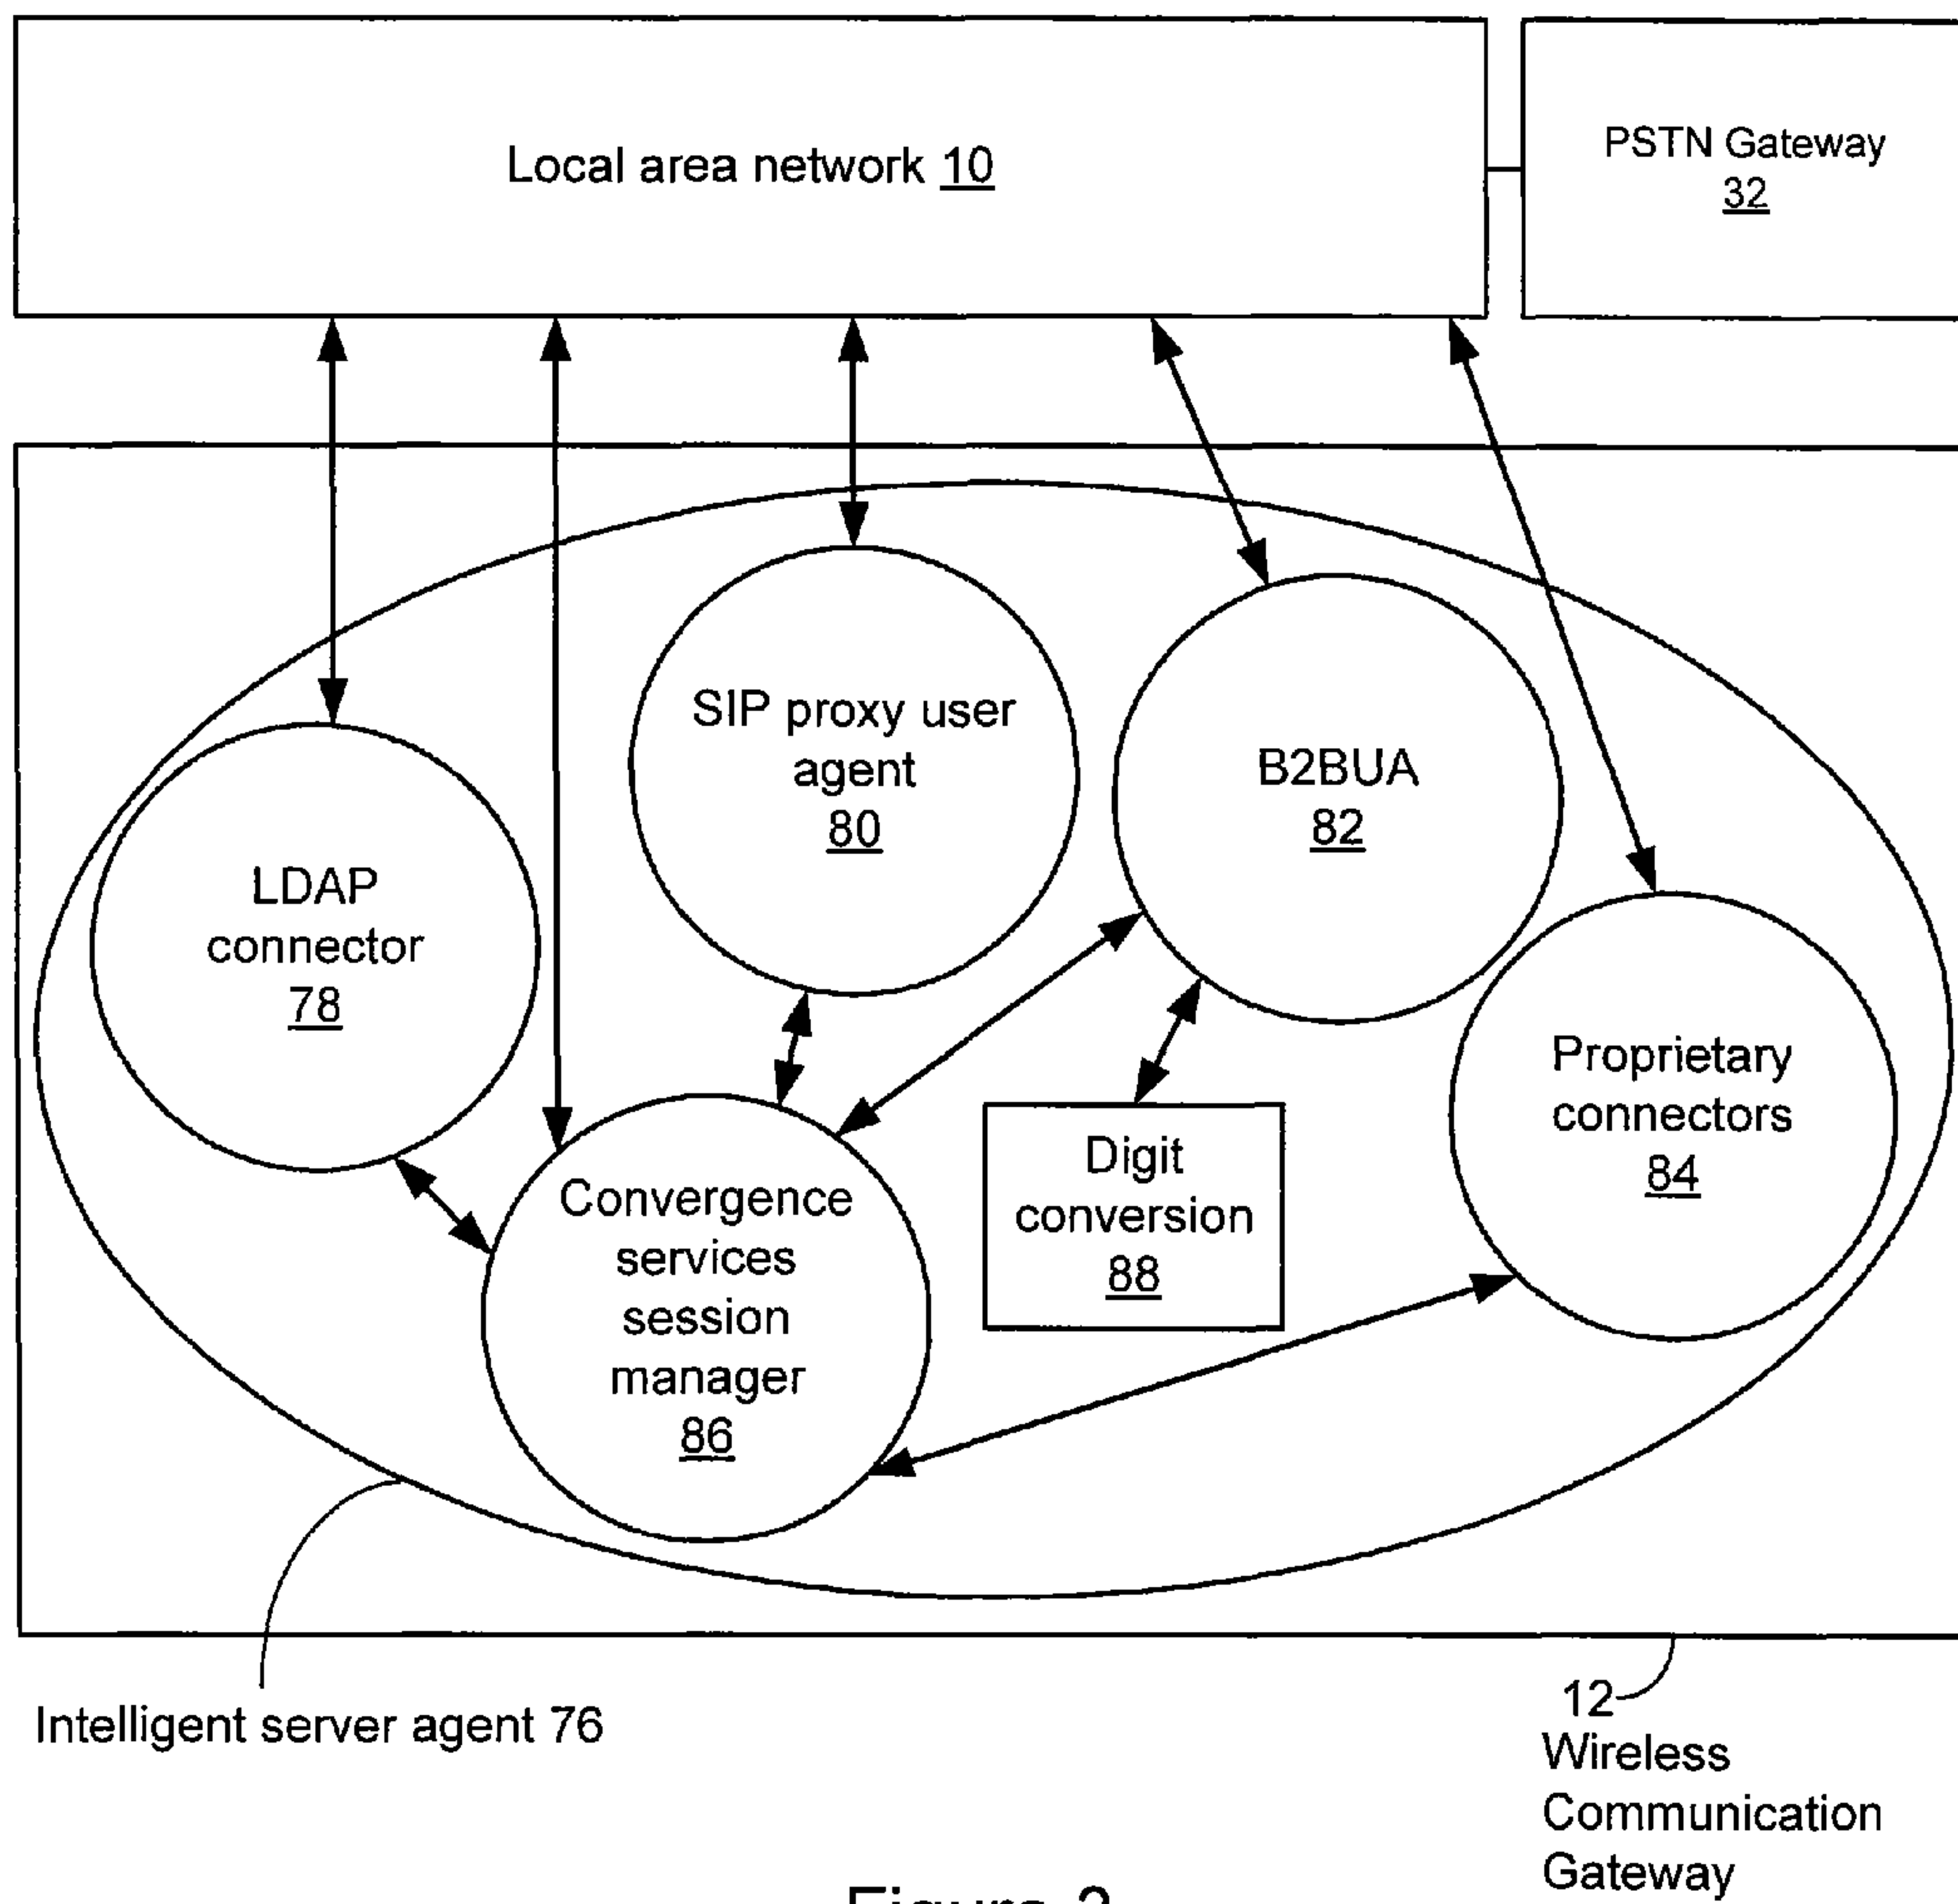 Local area network 10
PSTN Gateway
32
SIP proxy user
agent
80
B2BUA
82
LDAP
connector
78
Proprietary
connectors
84
Digit
conversion
88
Convergence
services
session
manager
86
Intelligent server agent 76
12
Wireless
Communication
Gateway